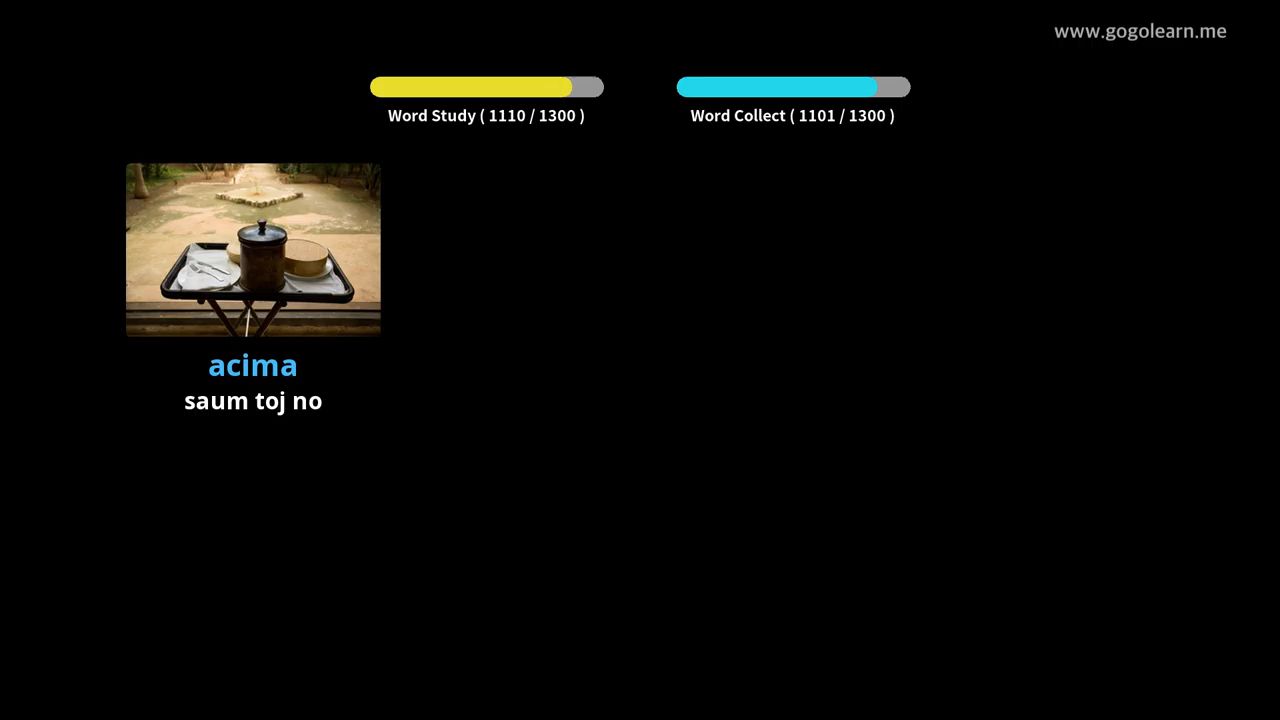 www.gogolearn.me
Word Study ( 1110 / 1300 )
Word Collect ( 1101 / 1300 )
acima
saum toj no